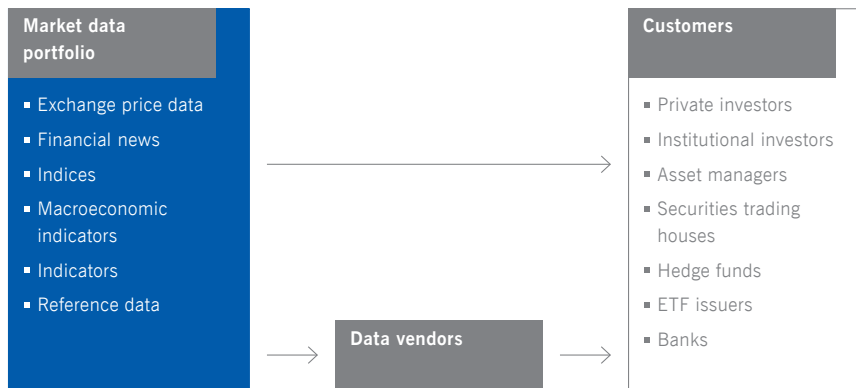 Market data
portfolio
▪ Exchange price data
▪ Financial news
▪ Indices
▪ Macroeconomic
indicators
▪ Indicators
▪ Reference data
Data vendors
Customers
▪ Private investors
▪ Institutional investors
▪ Asset managers
▪ Securities trading
houses
▪ Hedge funds
▪ ETF issuers
▪ Banks